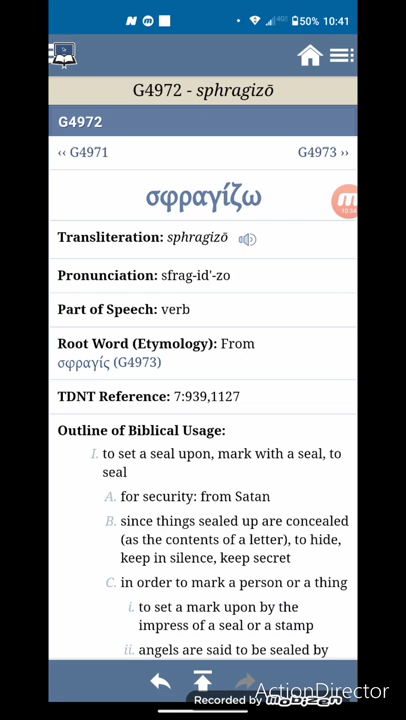 50% 10:41
G4972 - sphragizō
G4972
‹‹ G4971 G4973 ››
σφραγίζω
10:34
Transliteration: sphragizō
Pronunciation: sfrag-id'-zo
Part of Speech: verb
Root Word (Etymology): From
σφραγίς (G4973)
TDNT Reference: 7:939,1127
Outline of Biblical Usage:
I. to set a seal upon, mark with a seal, to
seal
A. for security: from Satan
B. since things sealed up are concealed
(as the contents of a letter), to hide,
keep in silence, keep secret
C. in order to mark a person or a thing
i. to set a mark upon by the
impress of a seal or a stamp
ii. angels are said to be sealed by
ActionDirector
Recorded by mobizen